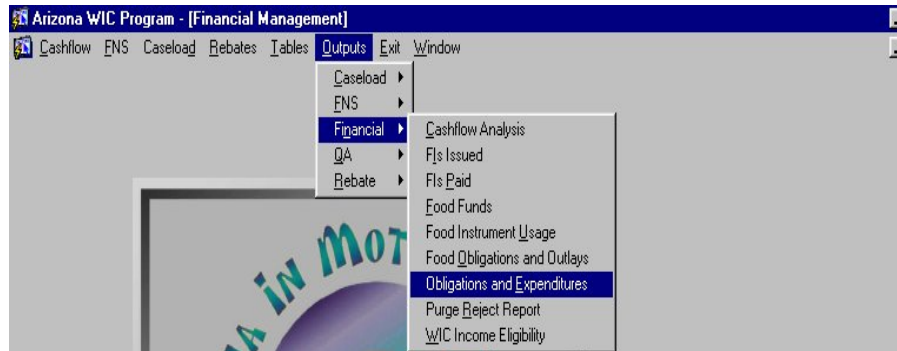 Arizona WIC Program - [Financial Management]
Cashflow FNS Caseload Rebates Tables Outputs Exit Window
Caseload
FNS
Financial
QA
Rebate
Cashflow Analysis
FIs Issued
FIs Paid
Food Funds
Food Instrument Usage
Food Obligations and Outlays
Obligations and Expenditures
Purge Reject Report
WIC Income Eligibility
IN MOT